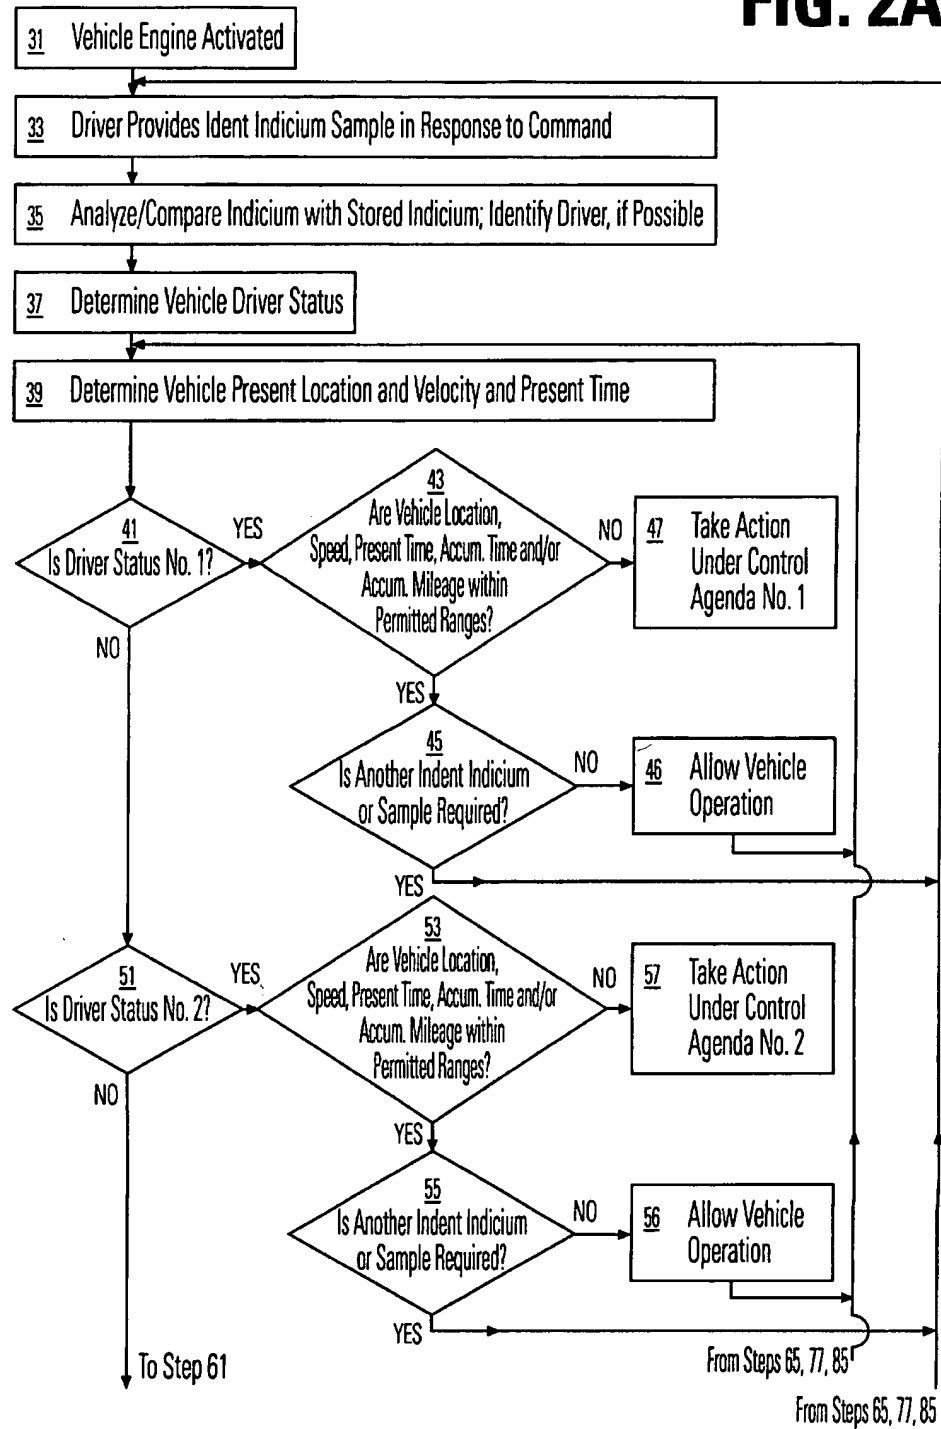 FIG. 2A
31 Vehicle Engine Activated
33 Driver Provides Ident Indicium Sample in Response to Command
35 Analyze/Compare Indicium with Stored Indicium; Identify Driver, if Possible
37 Determine Vehicle Driver Status
39 Determine Vehicle Present Location and Velocity and Present Time
41
Is Driver Status No. 1?
YES
NO
43
Are Vehicle Location,
Speed, Present Time, Accum. Time and/or
Accum. Mileage within
Permitted Ranges?
NO
YES
47 Take Action
Under Control
Agenda No. 1
45
Is Another Indent Indicium
or Sample Required?
NO
YES
46 Allow Vehicle
Operation
51
Is Driver Status No. 2?
YES
NO
53
Are Vehicle Location,
Speed, Present Time, Accum. Time and/or
Accum. Mileage within
Permitted Ranges?
NO
YES
57 Take Action
Under Control
Agenda No. 2
55
Is Another Indent Indicium
or Sample Required?
NO
YES
56 Allow Vehicle
Operation
To Step 61
From Steps 65, 77, 85
From Steps 65, 77, 85